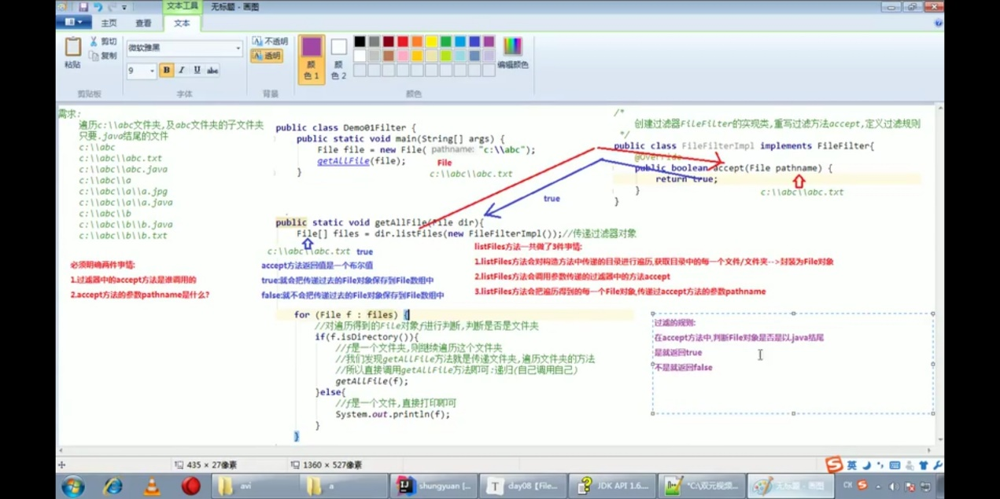 文本工具
无标题 - 画图
主页
查看
文本
粘贴
剪切
复制
剪贴板
微软雅黑
9
B I U abc
字体
不透明
透明
背景
颜色 1
颜色 2
编辑颜色
颜色
需求:
遍历c:\\abc文件夹,及abc文件夹的子文件夹
只要.java结尾的文件
c:\\abc
c:\\abc\\abc.txt
c:\\abc\\abc.java
c:\\abc\\a
c:\\abc\\a\\a.jpg
c:\\abc\\a\\a.java
c:\\abc\\b
c:\\abc\\b\\b.java
c:\\abc\\b\\b.txt
必须明确两件事情:
1.过滤器中的accept方法是谁调用的
2.accept方法的参数pathname是什么?
public class Demo01Filter {
public static void main(String[] args) {
File file = new File( pathname: "c:\\abc");
getAllFile(file);
File
}
c:\\abc\\abc.txt
/*
创建过滤器FileFilter的实现类,重写过滤方法accept,定义过滤规则
*/
public class FileFilterImpl implements FileFilter{
@Override
public boolean accept(File pathname) {
return true;
}
c:\\abc\\abc.txt
}
true
public static void getAllFile(File dir){
File[] files = dir.listFiles(new FileFilterImpl());//传递过滤器对象
c:\\abc\\abc.txt true
accept方法返回值是一个布尔值
true:就会把传递过去的File对象保存到File数组中
false:就不会把传递过去的File对象保存到File数组中
listFiles方法一共做了3件事情:
1.listFiles方法会对构造方法中传递的目录进行遍历,获取目录中的每一个文件/文件夹-->封装为File对象
2.listFiles方法会调用参数传递的过滤器中的方法accept
3.listFiles方法会把遍历得到的每一个File对象,传递过accept方法的参数pathname
for (File f : files) {
//对遍历得到的File对象f进行判断,判断是否是文件夹
if(f.isDirectory()){
//f是一个文件夹,则继续遍历这个文件夹
//我们发现getAllFile方法就是传递文件夹,遍历文件夹的方法
//所以直接调用getAllFile方法即可:递归(自己调用自己)
getAllFile(f);
}else{
//f是一个文件,直接打印即可
System.out.println(f);
}
}
过滤的规则:
在accept方法中,判断File对象是否是以.java结尾
是就返回true
不是就返回false
435 × 27像素
1360 × 527像素
英
avi
a
shungyuan [...
day08【File...
JDK API 1.6....
*C:\双元视频...
无标题 - 画图
CH